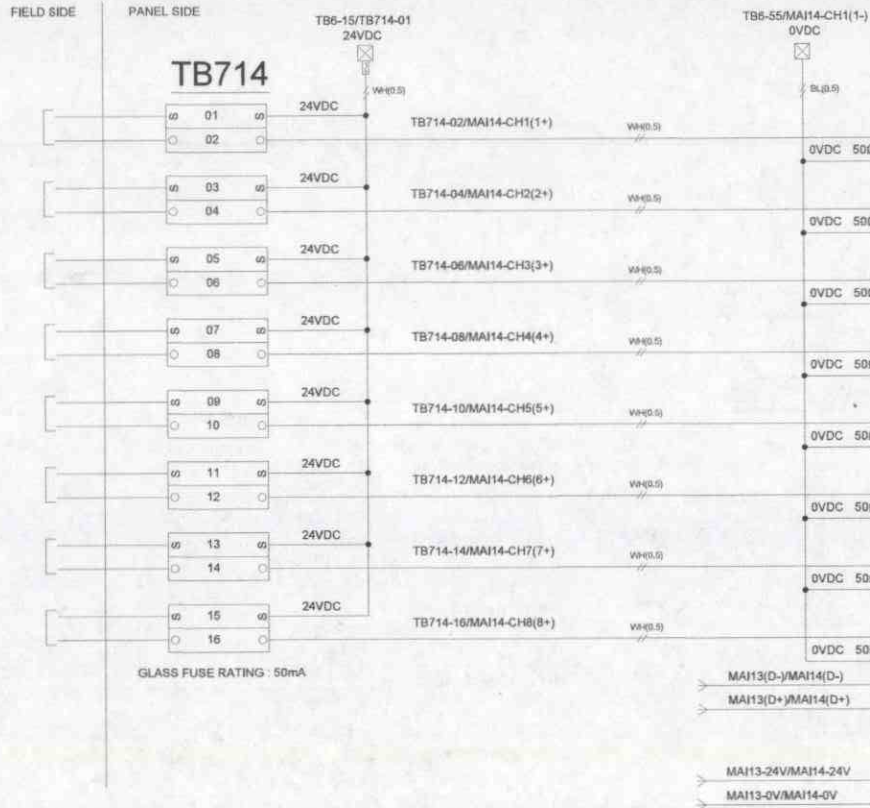 FIELD SIDE PANEL SIDE
TB6-15/TB714-01
24VDC
TB6-55/MAI14-CH1(1-)
0VDC
TB714
WH(0.5)
BL(0.5)
S 01 S 24VDC
02 TB714-02/MAI14-CH1(1+) WH(0.5)
0VDC
S 03 S 24VDC
04 TB714-04/MAI14-CH2(2+) WH(0.5)
0VDC
S 05 S 24VDC
06 TB714-06/MAI14-CH3(3+) WH(0.5)
0VDC
S 07 S 24VDC
08 TB714-08/MAI14-CH4(4+) WH(0.5)
0VDC
S 09 S 24VDC
10 TB714-10/MAI14-CH5(5+) WH(0.5)
0VDC
S 11 S 24VDC
12 TB714-12/MAI14-CH6(6+) WH(0.5)
0VDC
S 13 S 24VDC
14 TB714-14/MAI14-CH7(7+) WH(0.5)
0VDC
S 15 S 24VDC
16 TB714-16/MAI14-CH8(8+) WH(0.5)
0VDC
GLASS FUSE RATING : 50mA
MAI13(D-)/MAI14(D-)
MAI13(D+)/MAI14(D+)
MAI13-24V/MAI14-24V
MAI13-0V/MAI14-0V